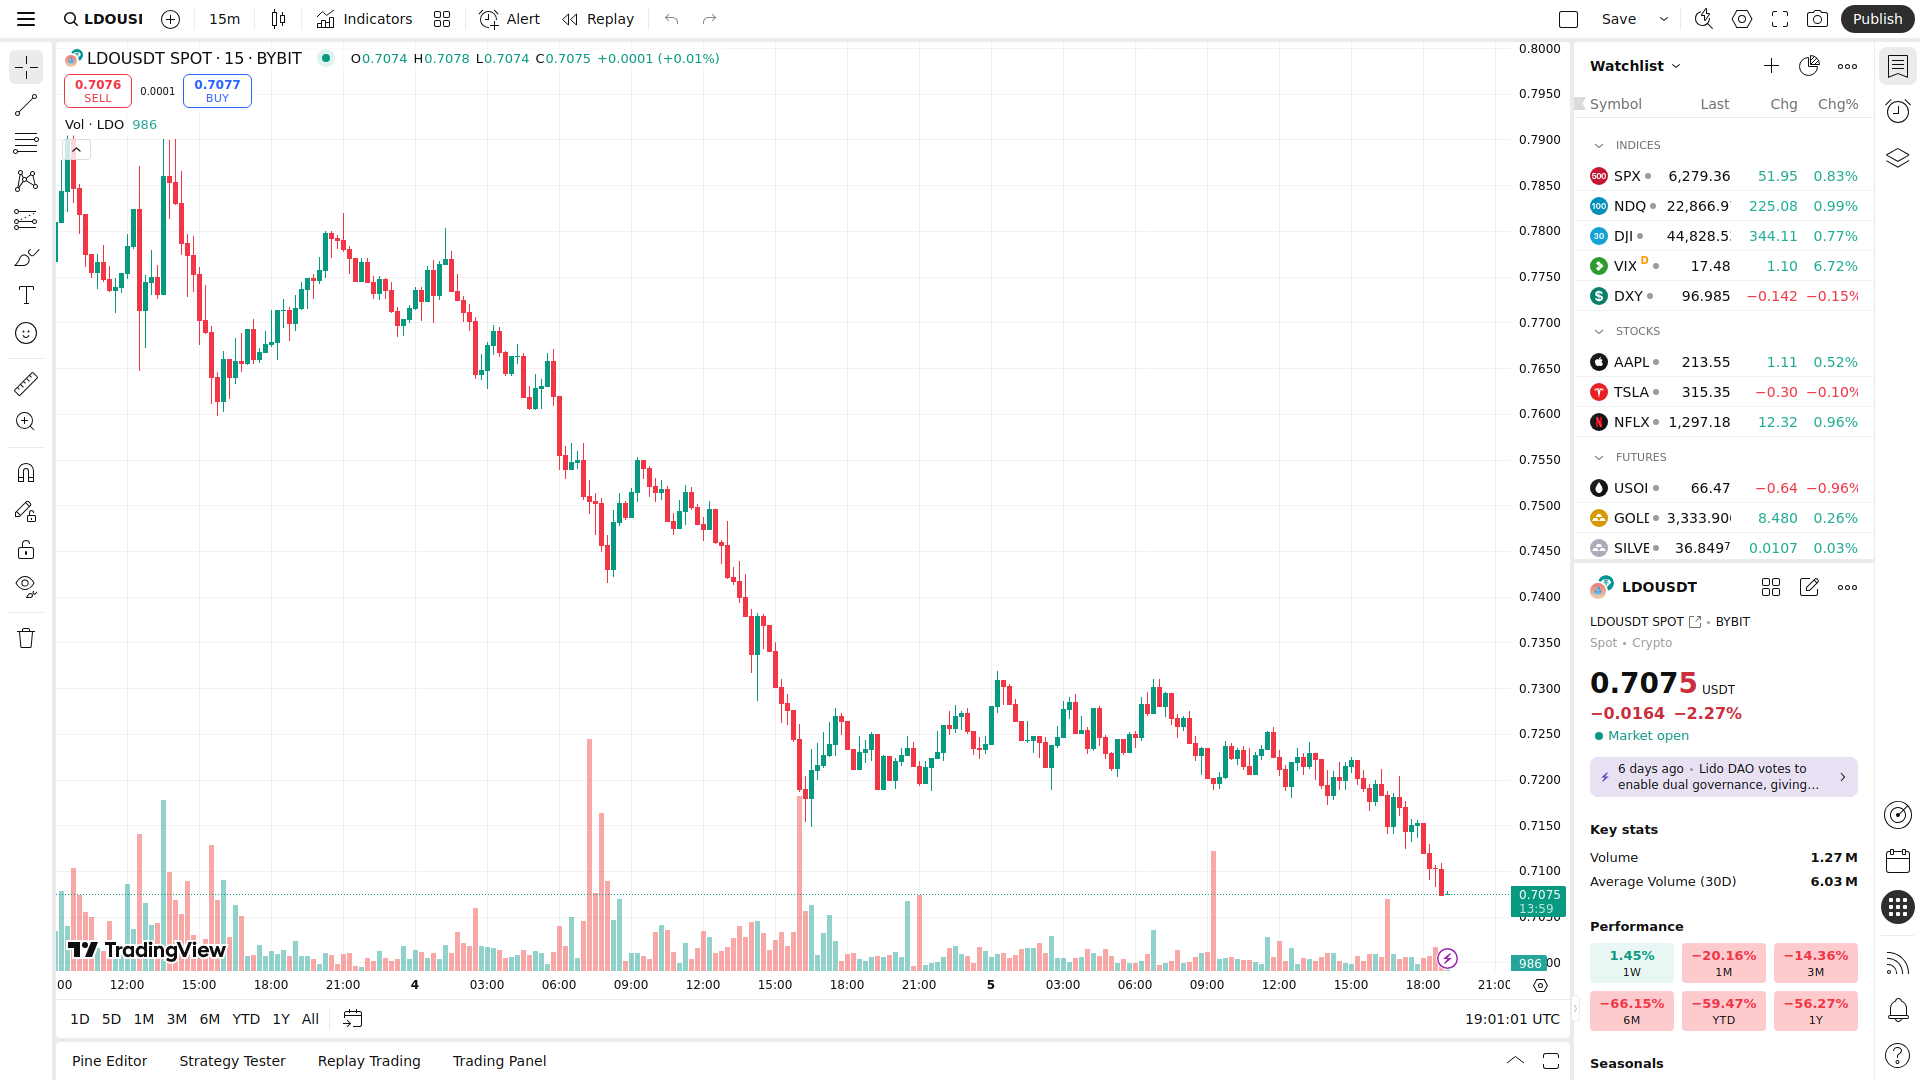 LDOUSI
15m
Indicators
Alert
Replay
Save
Publish
LDOUSDT SPOT · 15 · BYBIT
O0.7074 H0.7078 L0.7074 C0.7075 +0.0001 (+0.01%)
0.7076
SELL
0.0001
0.7077
BUY
Vol · LDO 986
0.8000
0.7950
0.7900
0.7850
0.7800
0.7750
0.7700
0.7650
0.7600
0.7550
0.7500
0.7450
0.7400
0.7350
0.7300
0.7250
0.7200
0.7150
0.7100
0.7075
13:59
986
TradingView
00 12:00 15:00 18:00 21:00 4 03:00 06:00 09:00 12:00 15:00 18:00 21:00 5 03:00 06:00 09:00 12:00 15:00 18:00 21:00
1D 5D 1M 3M 6M YTD 1Y All
19:01:01 UTC
Pine Editor Strategy Tester Replay Trading Trading Panel
Watchlist
Symbol Last Chg Chg%
INDICES
500 SPX 6,279.36 51.95 0.83%
100 NDQ 22,866.9 225.08 0.99%
30 DJI 44,828.5 344.11 0.77%
VIX D 17.48 1.10 6.72%
DXY 96.985 −0.142 −0.15%
STOCKS
AAPL 213.55 1.11 0.52%
TSLA 315.35 −0.30 −0.10%
NFLX 1,297.18 12.32 0.96%
FUTURES
USOI 66.47 −0.64 −0.96%
GOLD 3,333.90 8.480 0.26%
SILVE 36.8497 0.0107 0.03%
LDOUSDT
LDOUSDT SPOT • BYBIT
Spot • Crypto
0.7075 USDT
−0.0164 −2.27%
Market open
6 days ago • Lido DAO votes to
enable dual governance, giving...
Key stats
Volume 1.27 M
Average Volume (30D) 6.03 M
Performance
1.45% −20.16% −14.36%
1W 1M 3M
−66.15% −59.47% −56.27%
6M YTD 1Y
Seasonals